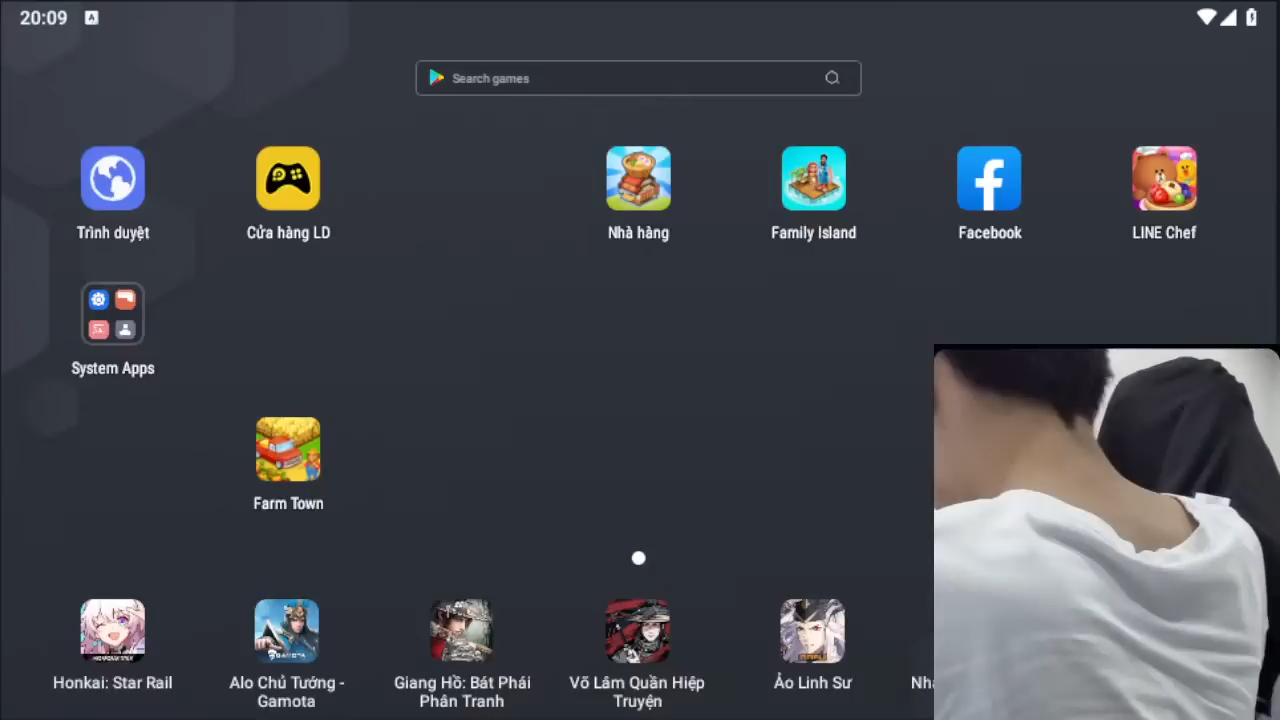 20:09
Search games
Trình duyệt
Cửa hàng LD
Nhà hàng
Family Island
Facebook
LINE Chef
System Apps
Farm Town
Honkai: Star Rail
Alo Chủ Tướng -
Gamota
Giang Hồ: Bát Phái
Phân Tranh
Võ Lâm Quần Hiệp
Truyện
Ảo Linh Sư